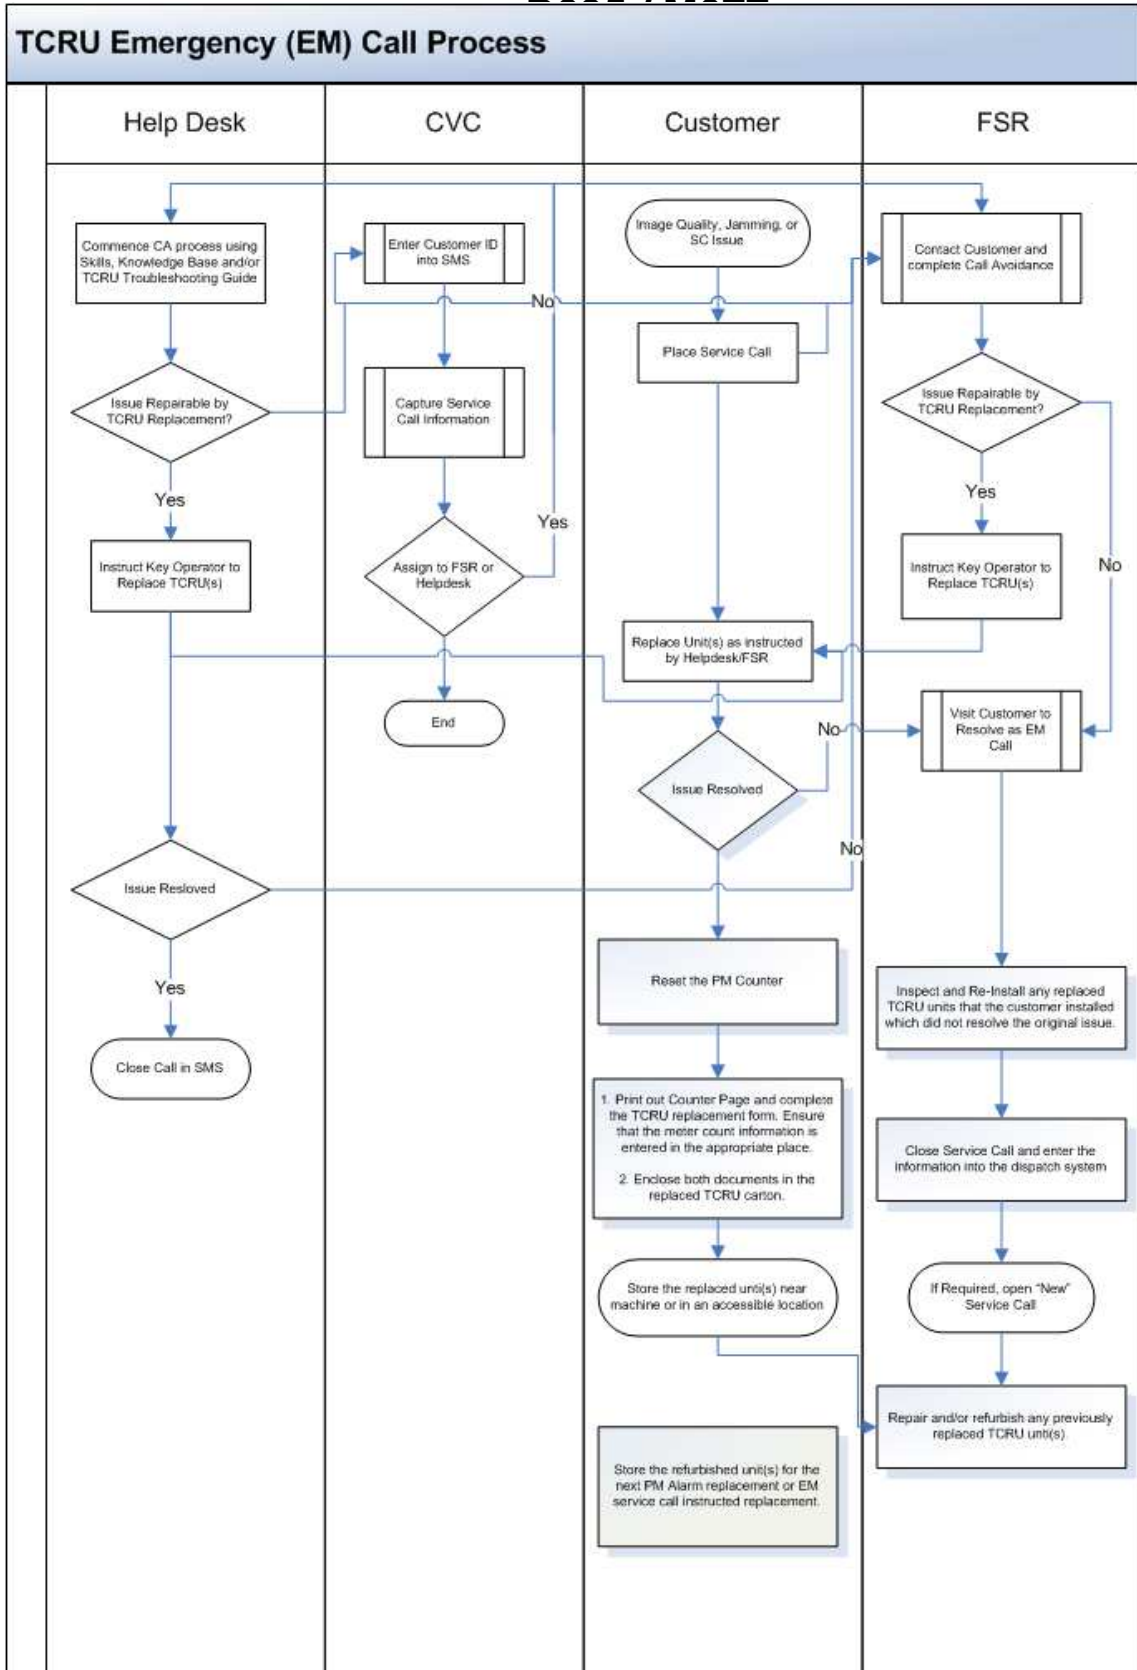 TCRU Emergency (EM) Call Process
Help Desk
CVC
Customer
FSR
Commence CA process using
Skills, Knowledge Base and/or
TCRU Troubleshooting Guide
Issue Repairable by
TCRU Replacement?
Yes
Instruct Key Operator to
Replace TCRU(s)
Issue Resloved
Yes
Close Call in SMS
Enter Customer ID
into SMS
No
Capture Service
Call Information
Yes
Assign to FSR or
Helpdesk
End
Image Quality, Jamming, or
SC Issue
Place Service Call
Replace Unit(s) as instructed
by Helpdesk/FSR
No
Issue Resolved
No
Reset the PM Counter
1. Print out Counter Page and complete
the TCRU replacement form. Ensure
that the meter count information is
entered in the appropriate place.
2. Enclose both documents in the
replaced TCRU carton.
Store the replaced unti(s) near
machine or in an accessible location
Store the refurbished unit(s) for the
next PM Alarm replacement or EM
service call instructed replacement.
Contact Customer and
complete Call Avoidance
Issue Repairable by
TCRU Replacement?
Yes
No
Instruct Key Operator to
Replace TCRU(s)
Visit Customer to
Resolve as EM
Call
Inspect and Re-Install any replaced
TCRU units that the customer installed
which did not resolve the original issue.
Close Service Call and enter the
information into the dispatch system
If Required, open "New"
Service Call
Repair and/or refurbish any previously
replaced TCRU unti(s)